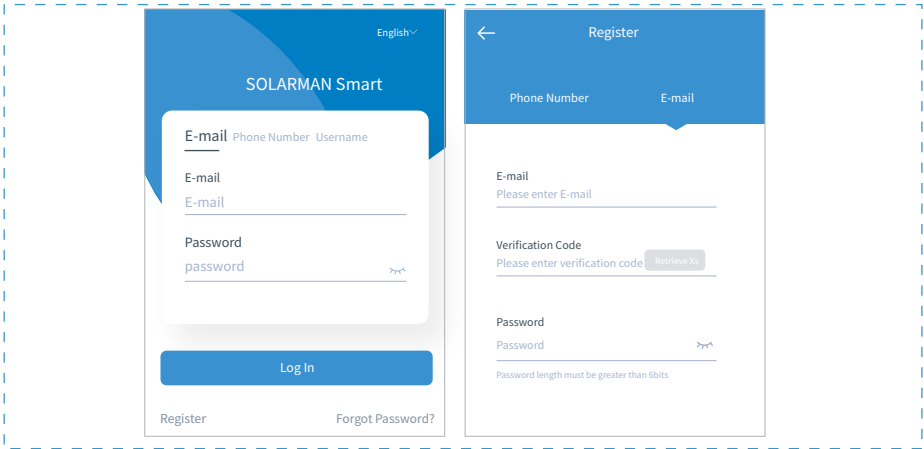 English
SOLARMAN Smart
E-mail Phone Number Username
E-mail
E-mail
Password
password
Log In
Register Forgot Password?
Register
Phone Number E-mail
E-mail
Please enter E-mail
Verification Code
Please enter verification code Retrieve Xs
Password
Password
Password length must be greater than 6bits